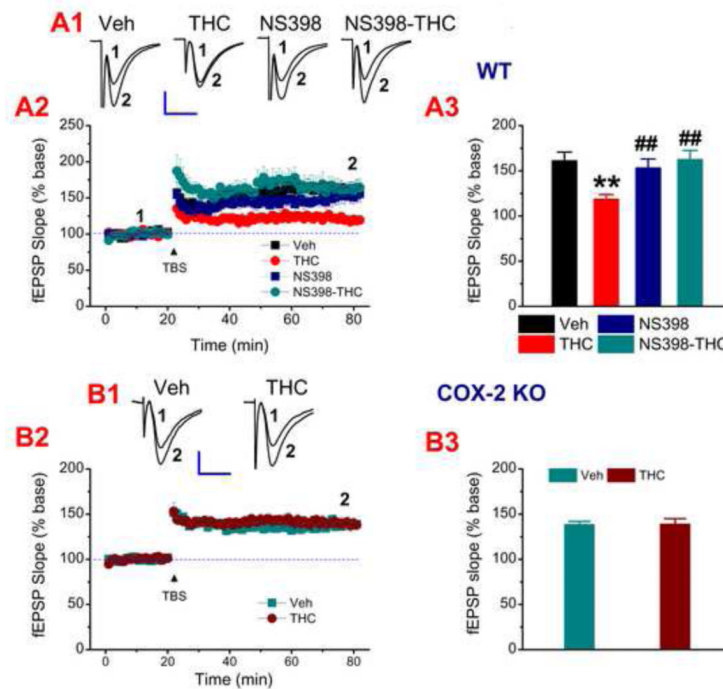 A1
Veh THC NS398 NS398-THC
1 1 1 1
2 2 2 2
WT
A2
A3
fEPSP Slope (% base)
250
200
150
100
50
0
1
2
TBS
Veh
THC
NS398
NS398-THC
0 20 40 60 80
Time (min)
fEPSP Slope (% base)
200
150
100
50
0
**
##
##
Veh NS398
THC NS398-THC
B1
Veh THC
1 1
2 2
COX-2 KO
B2
B3
fEPSP Slope (% base)
200
150
100
50
0
2
TBS
Veh
THC
0 20 40 60 80
Time (min)
fEPSP slope (% base)
200
150
100
50
0
Veh THC